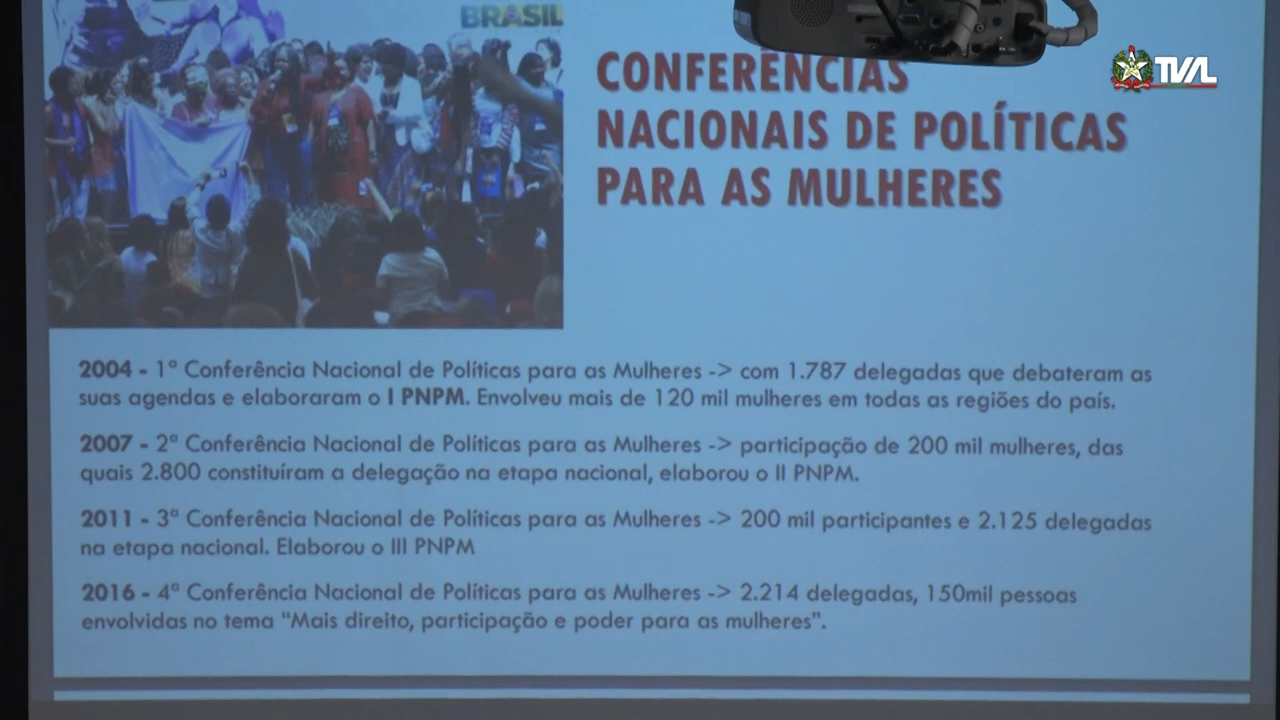 BRASIL
TVAL
CONFERÊNCIAS
NACIONAIS DE POLÍTICAS
PARA AS MULHERES
2004 - 1ª Conferência Nacional de Políticas para as Mulheres -> com 1.787 delegadas que debateram as
suas agendas e elaboraram o I PNPM. Envolveu mais de 120 mil mulheres em todas as regiões do país.
2007 - 2ª Conferência Nacional de Políticas para as Mulheres -> participação de 200 mil mulheres, das
quais 2.800 constituíram a delegação na etapa nacional, elaborou o II PNPM.
2011 - 3ª Conferência Nacional de Políticas para as Mulheres -> 200 mil participantes e 2.125 delegadas
na etapa nacional. Elaborou o III PNPM
2016 - 4ª Conferência Nacional de Políticas para as Mulheres -> 2.214 delegadas, 150mil pessoas
envolvidas no tema “Mais direito, participação e poder para as mulheres”.